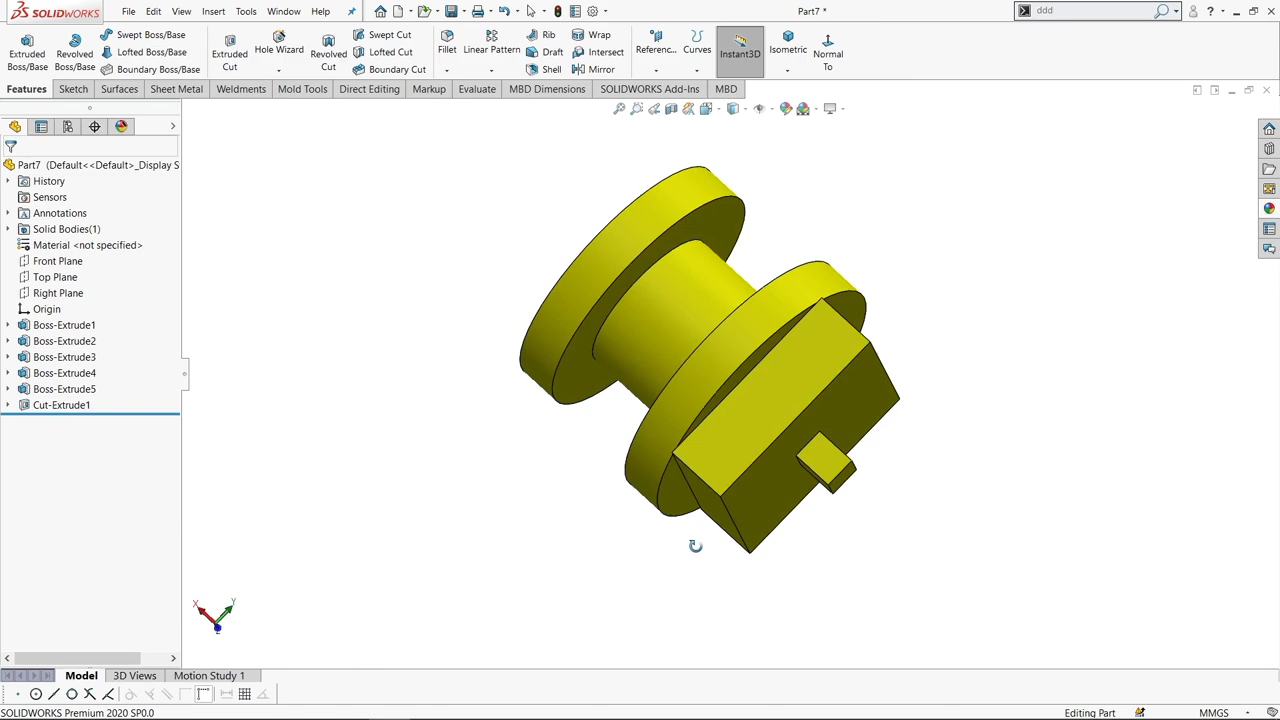 SOLIDWORKS File Edit View Insert Tools Window Help Part7 * ddd
Extruded Boss/Base
Revolved Boss/Base
Swept Boss/Base
Lofted Boss/Base
Boundary Boss/Base
Extruded Cut
Hole Wizard
Revolved Cut
Swept Cut
Lofted Cut
Boundary Cut
Fillet
Linear Pattern
Rib
Draft
Shell
Wrap
Intersect
Mirror
Referenc...
Curves
Instant3D
Isometric
Normal To
Features Sketch Surfaces Sheet Metal Weldments Mold Tools Direct Editing Markup Evaluate MBD Dimensions SOLIDWORKS Add-Ins MBD
Part7 (Default<<Default>_Display S
History
Sensors
Annotations
Solid Bodies(1)
Material <not specified>
Front Plane
Top Plane
Right Plane
Origin
Boss-Extrude1
Boss-Extrude2
Boss-Extrude3
Boss-Extrude4
Boss-Extrude5
Cut-Extrude1
X Y Z
Model 3D Views Motion Study 1
SOLIDWORKS Premium 2020 SP0.0 Editing Part MMGS